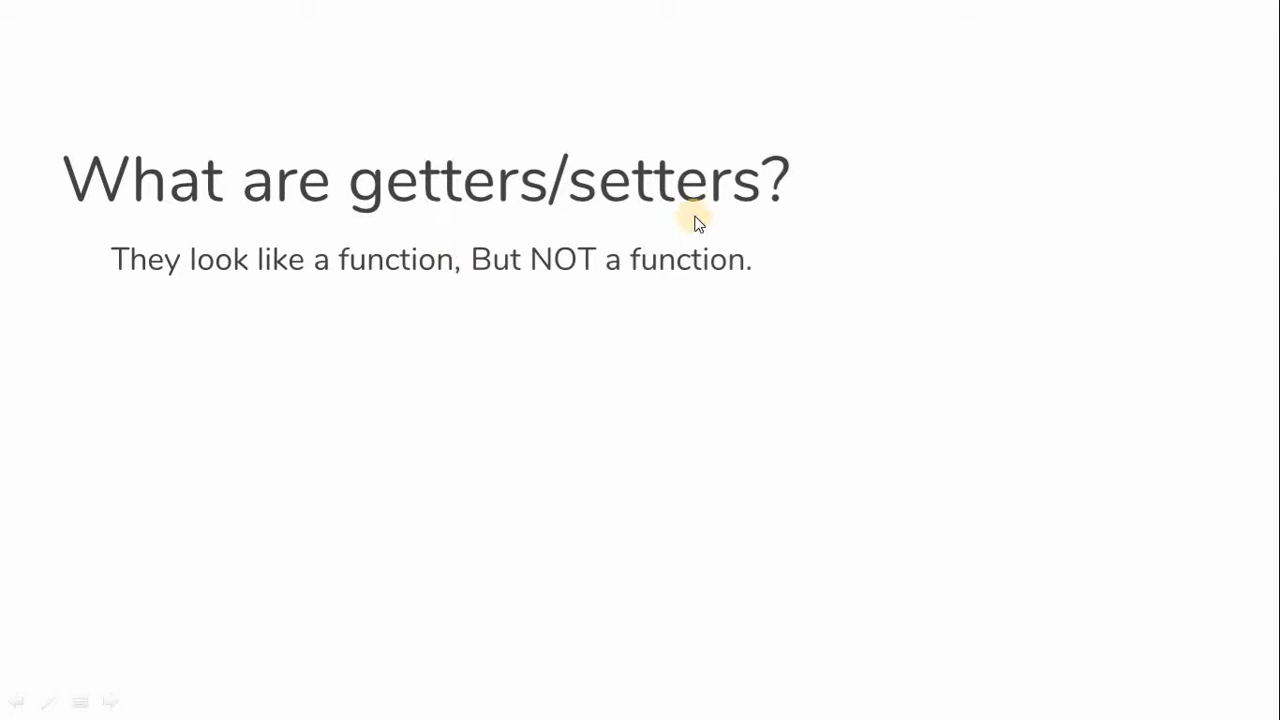 What are getters/setters?
They look like a function, But NOT a function.